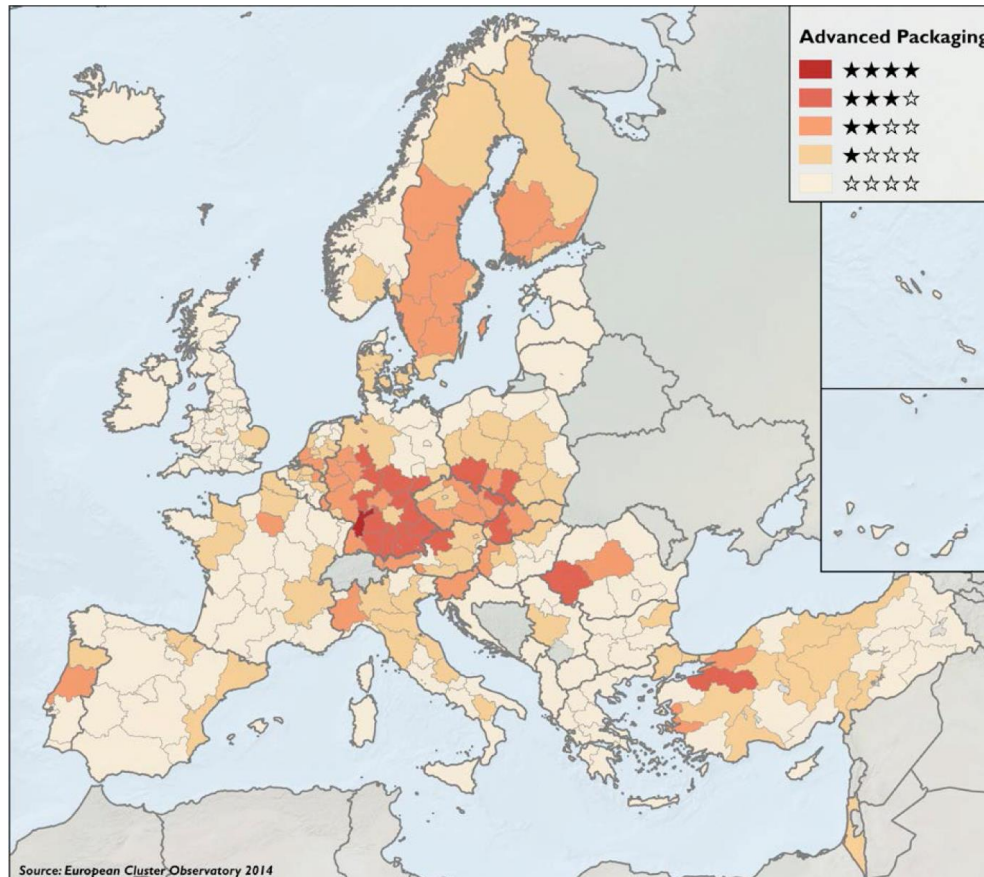 Advanced Packaging
★★★★
★★★☆
★★☆☆
★☆☆☆
☆☆☆☆
Source: European Cluster Observatory 2014